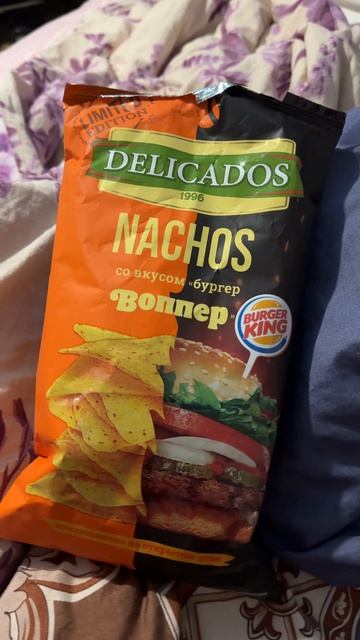 LIMITED
EDITION
DELICADOS
1996
NACHOS
со вкусом «бургер
Воппер»
BURGER
KING